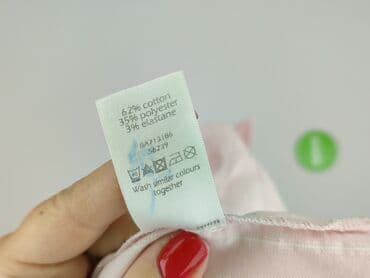 62% cotton
35% polyester
3% elastane
Wash similar colours
together